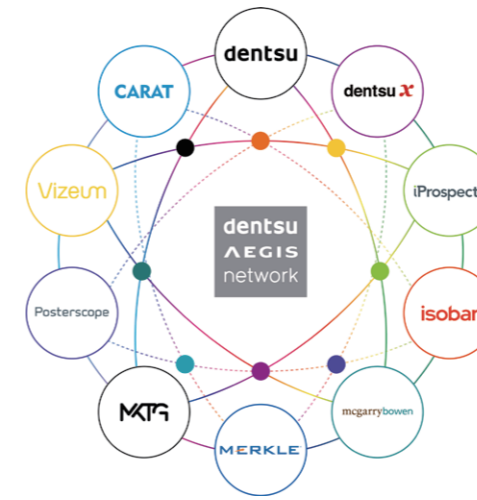 dentsu
CARAT
dentsu x
Vizeum
iProspect
dentsu
AEGIS
network
Posterscope
isobar
MKTG
mcgarrybowen
MERKLE